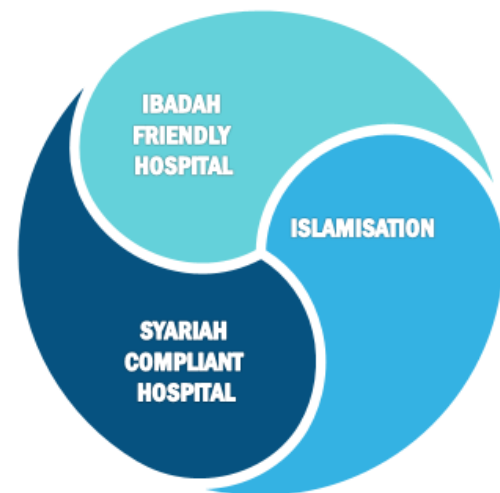 IBADAH
FRIENDLY
HOSPITAL
ISLAMISATION
SYARIAH
COMPLIANT
HOSPITAL